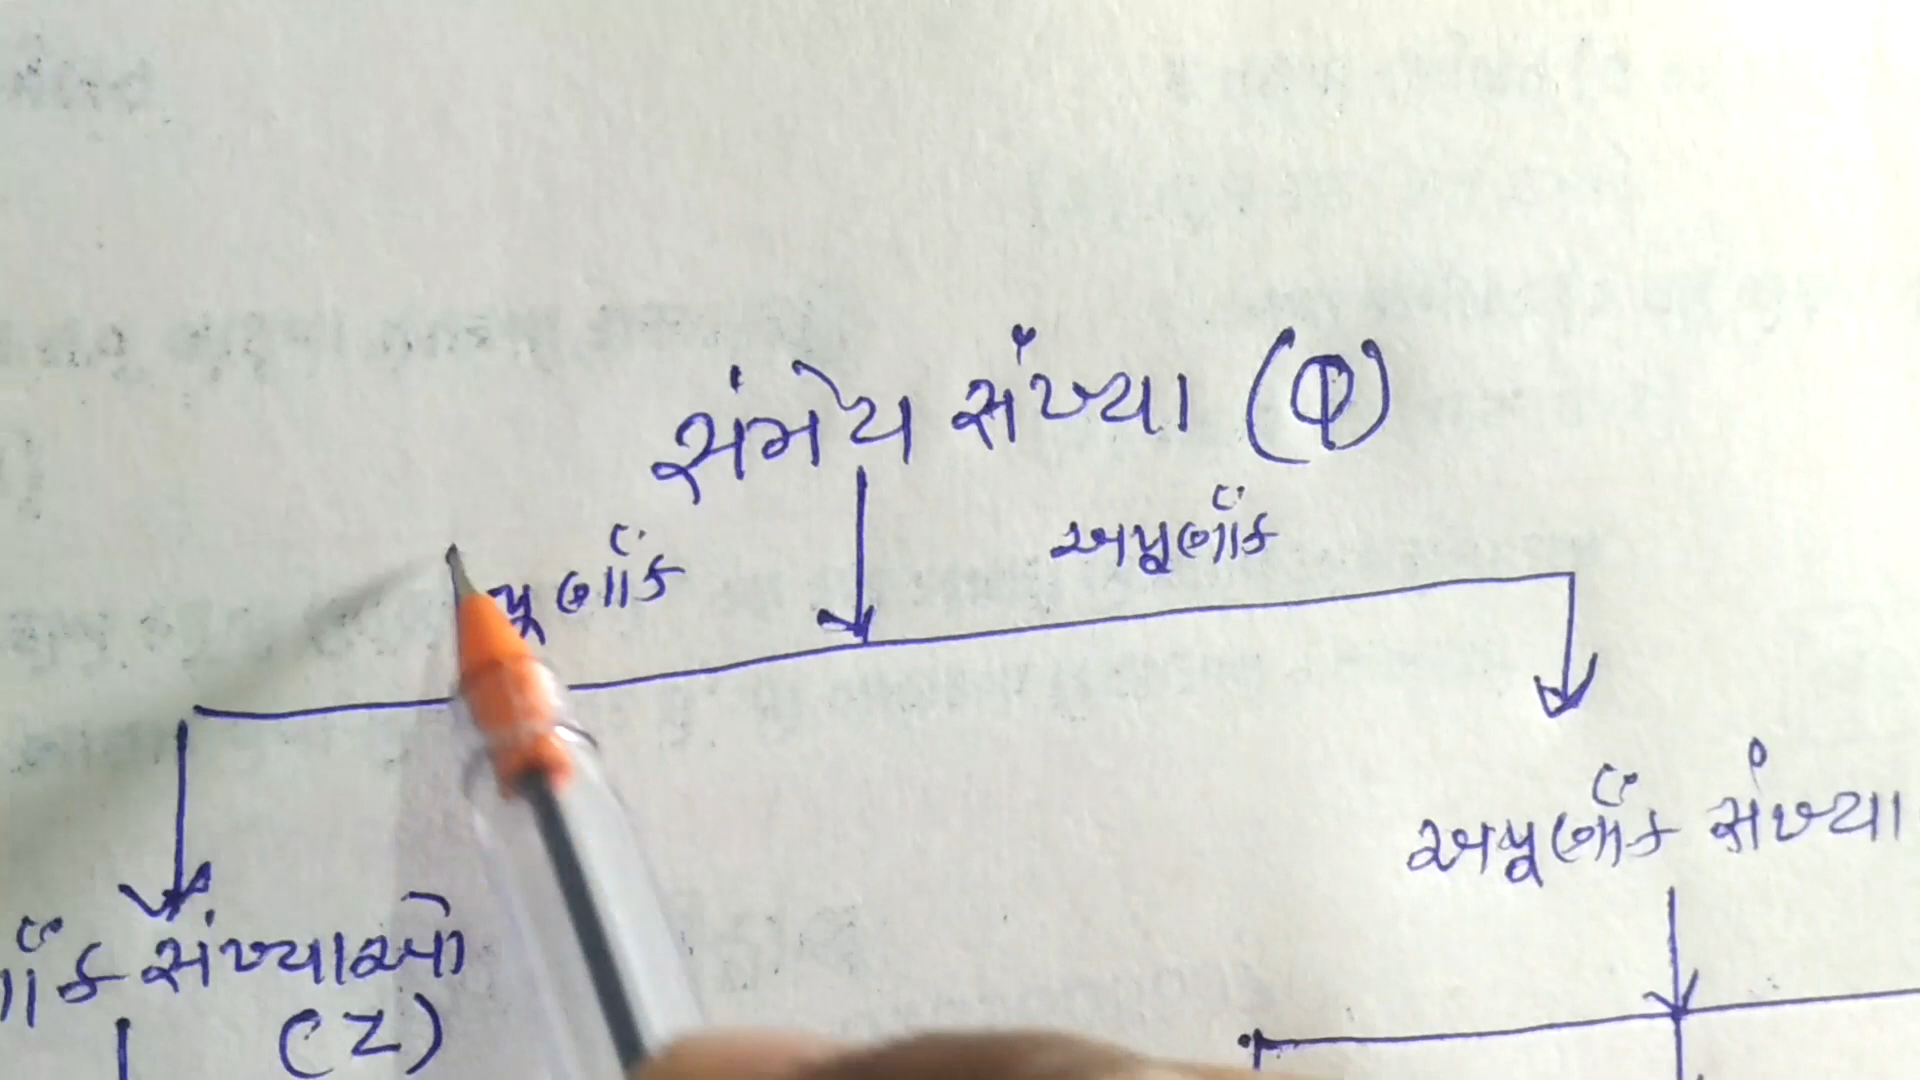 સંમેય સંખ્યા (Q)
પૂર્ણાંક
અપૂર્ણાંક
અપૂર્ણાંક સંખ્યા
ર્ણાંક સંખ્યાઓ
(Z)